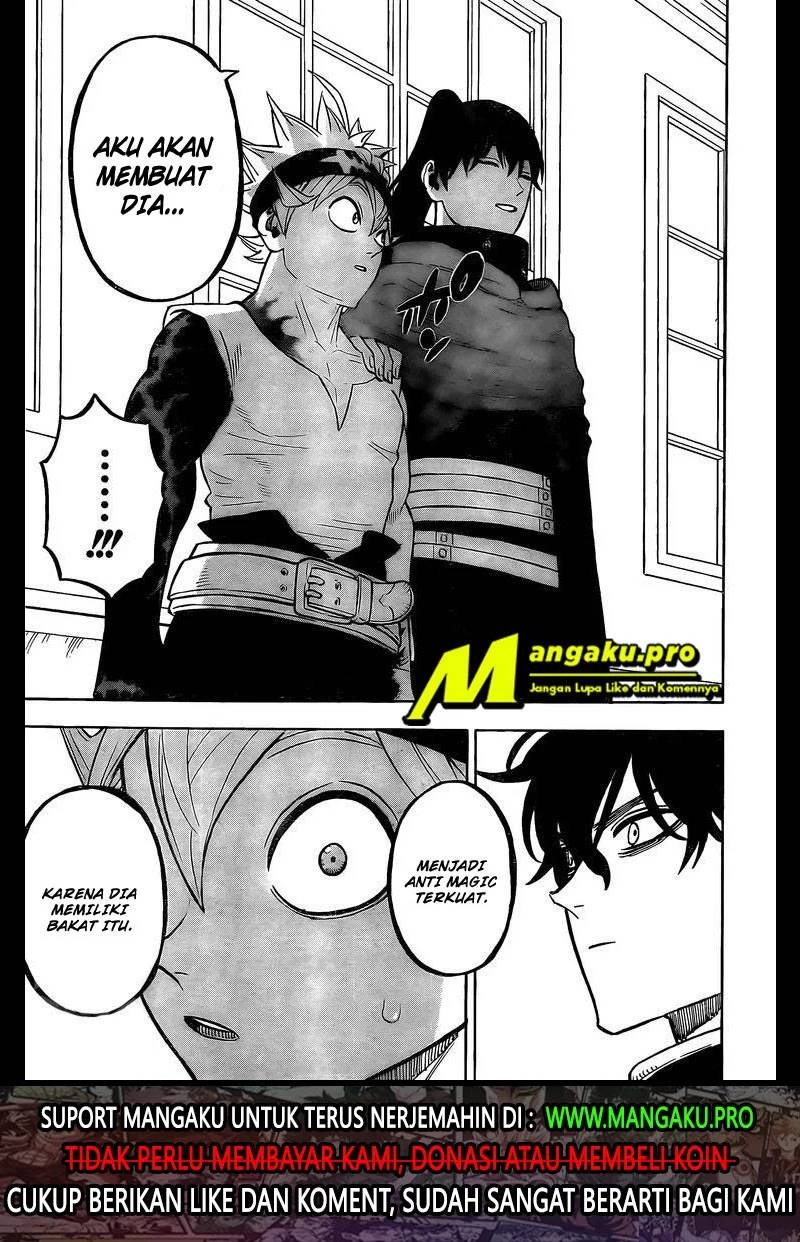 AKU AKAN
MEMBUAT
DIA...
......
!!!
Mangaku.pro
Jangan Lupa Like dan Komennya
MENJADI
ANTI MAGIC
TERKUAT.
KARENA DIA
MEMILIKI
BAKAT ITU.
SUPORT MANGAKU UNTUK TERUS NERJEMAHIN DI : WWW.MANGAKU.PRO
TIDAK PERLU MEMBAYAR KAMI, DONASI ATAU MEMBELI KOIN
CUKUP BERIKAN LIKE DAN KOMENT, SUDAH SANGAT BERARTI BAGI KAMI